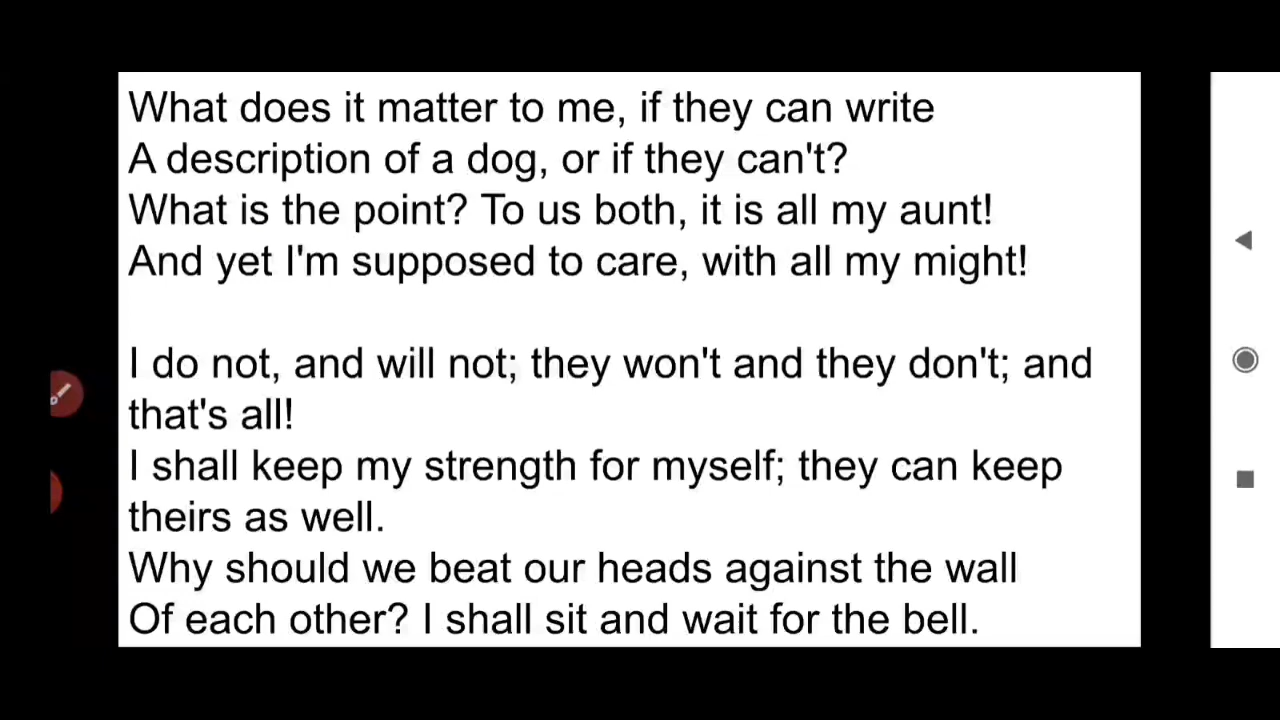 What does it matter to me, if they can write
A description of a dog, or if they can't?
What is the point? To us both, it is all my aunt!
And yet I'm supposed to care, with all my might!
I do not, and will not; they won't and they don't; and
that's all!
I shall keep my strength for myself; they can keep
theirs as well.
Why should we beat our heads against the wall
Of each other? I shall sit and wait for the bell.